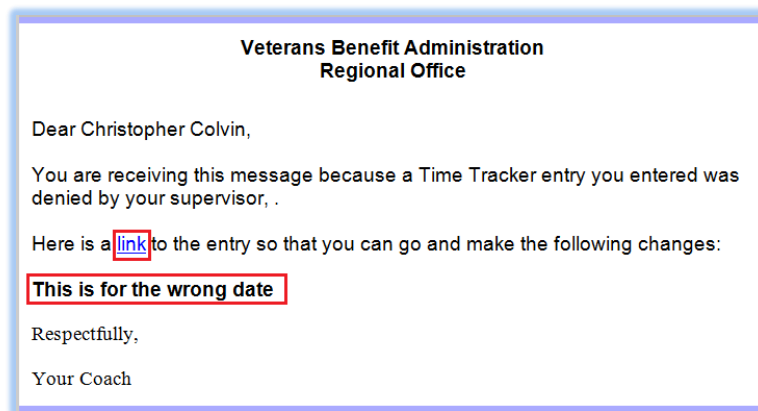 Veterans Benefit Administration
Regional Office
Dear Christopher Colvin,
You are receiving this message because a Time Tracker entry you entered was
denied by your supervisor, .
Here is a link to the entry so that you can go and make the following changes:
This is for the wrong date
Respectfully,
Your Coach